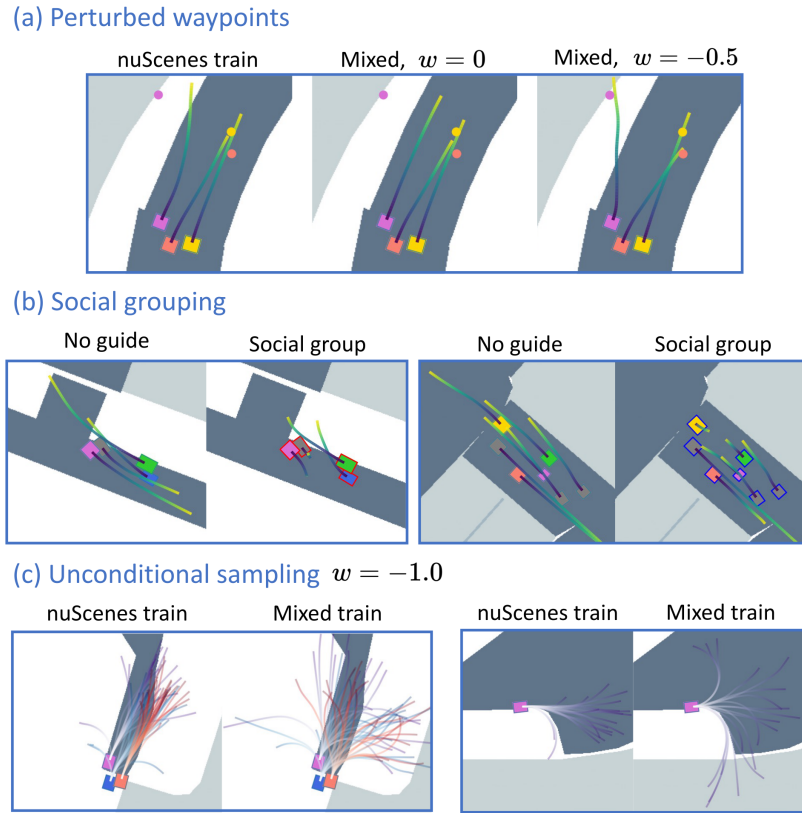 (a) Perturbed waypoints
nuScenes train
Mixed, w = 0
Mixed, w = −0.5
(b) Social grouping
No guide
Social group
No guide
Social group
(c) Unconditional sampling w = −1.0
nuScenes train
Mixed train
nuScenes train
Mixed train